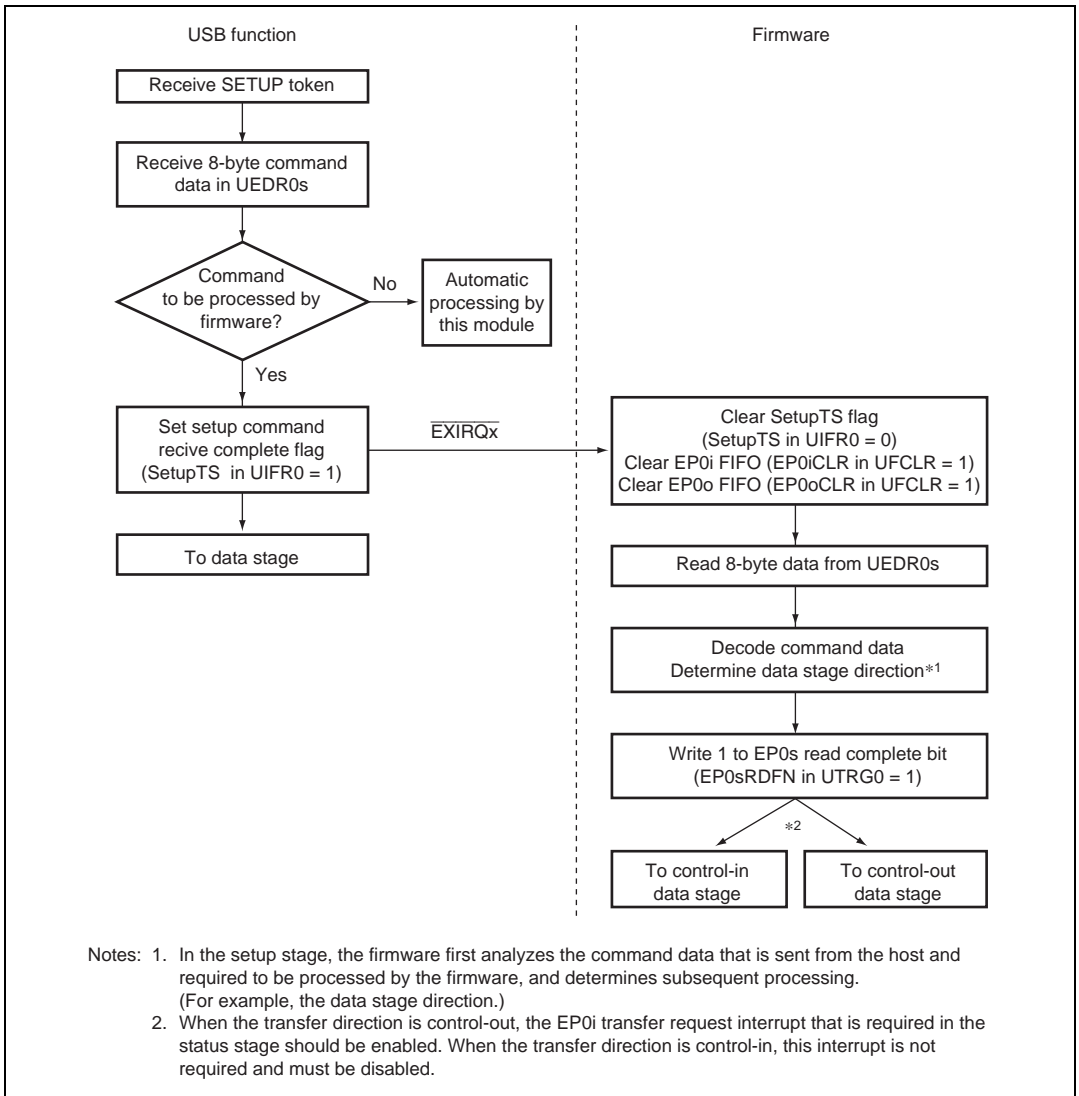 USB function
Firmware
Receive SETUP token
Receive 8-byte command
data in UEDR0s
Command
to be processed by
firmware?
No
Automatic
processing by
this module
Yes
Set setup command
recive complete flag
(SetupTS in UIFR0 = 1)
EXIRQx
To data stage
Clear SetupTS flag
(SetupTS in UIFR0 = 0)
Clear EP0i FIFO (EP0iCLR in UFCLR = 1)
Clear EP0o FIFO (EP0oCLR in UFCLR = 1)
Read 8-byte data from UEDR0s
Decode command data
Determine data stage direction*1
Write 1 to EP0s read complete bit
(EP0sRDFN in UTRG0 = 1)
*2
To control-in
data stage
To control-out
data stage
Notes: 1. In the setup stage, the firmware first analyzes the command data that is sent from the host and
required to be processed by the firmware, and determines subsequent processing.
(For example, the data stage direction.)
2. When the transfer direction is control-out, the EP0i transfer request interrupt that is required in the
status stage should be enabled. When the transfer direction is control-in, this interrupt is not
required and must be disabled.